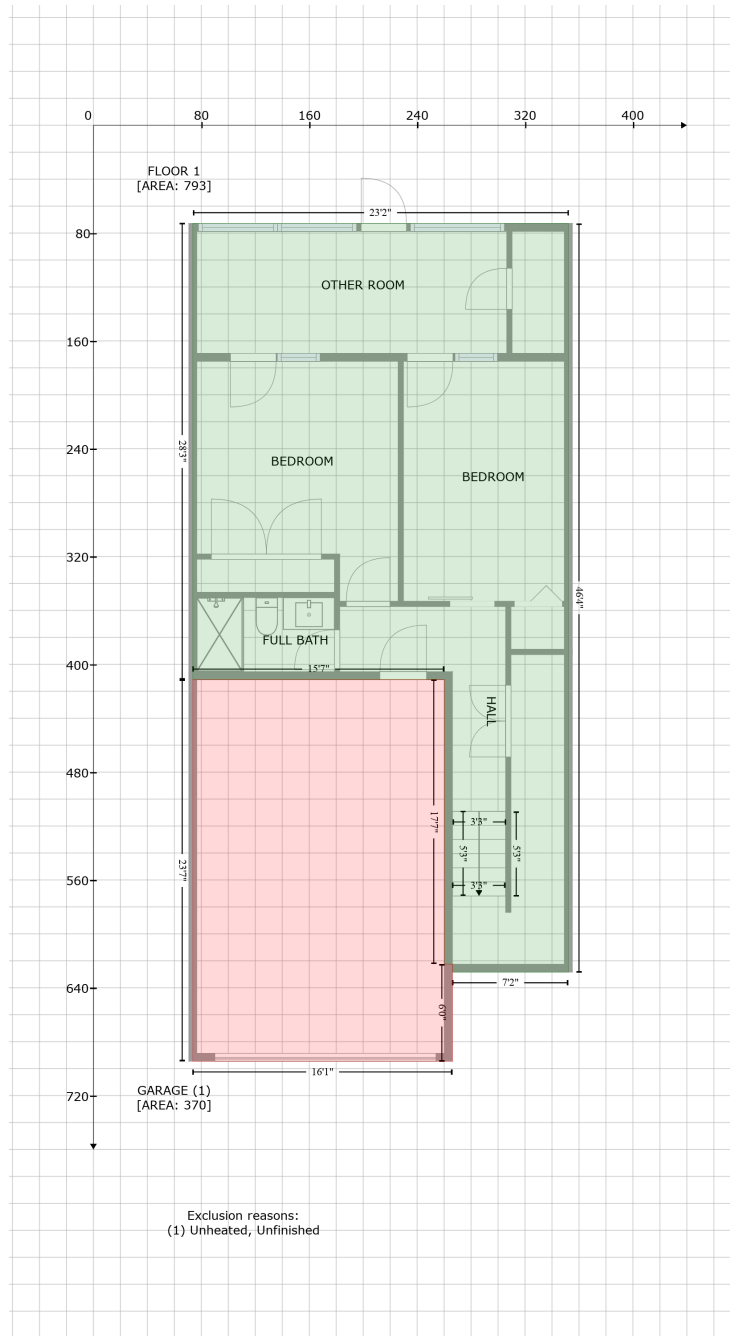 0 80 160 240 320 400
FLOOR 1
[AREA: 793]
23'2"
80
OTHER ROOM
160
240
28'3"
BEDROOM
BEDROOM
320
46'4"
FULL BATH
400
15'7"
HALL
480
17'7"
3'3"
5'3"
5'3"
23'7"
560
3'3"
640
7'2"
6'0"
16'1"
GARAGE (1)
[AREA: 370]
720
Exclusion reasons:
(1) Unheated, Unfinished